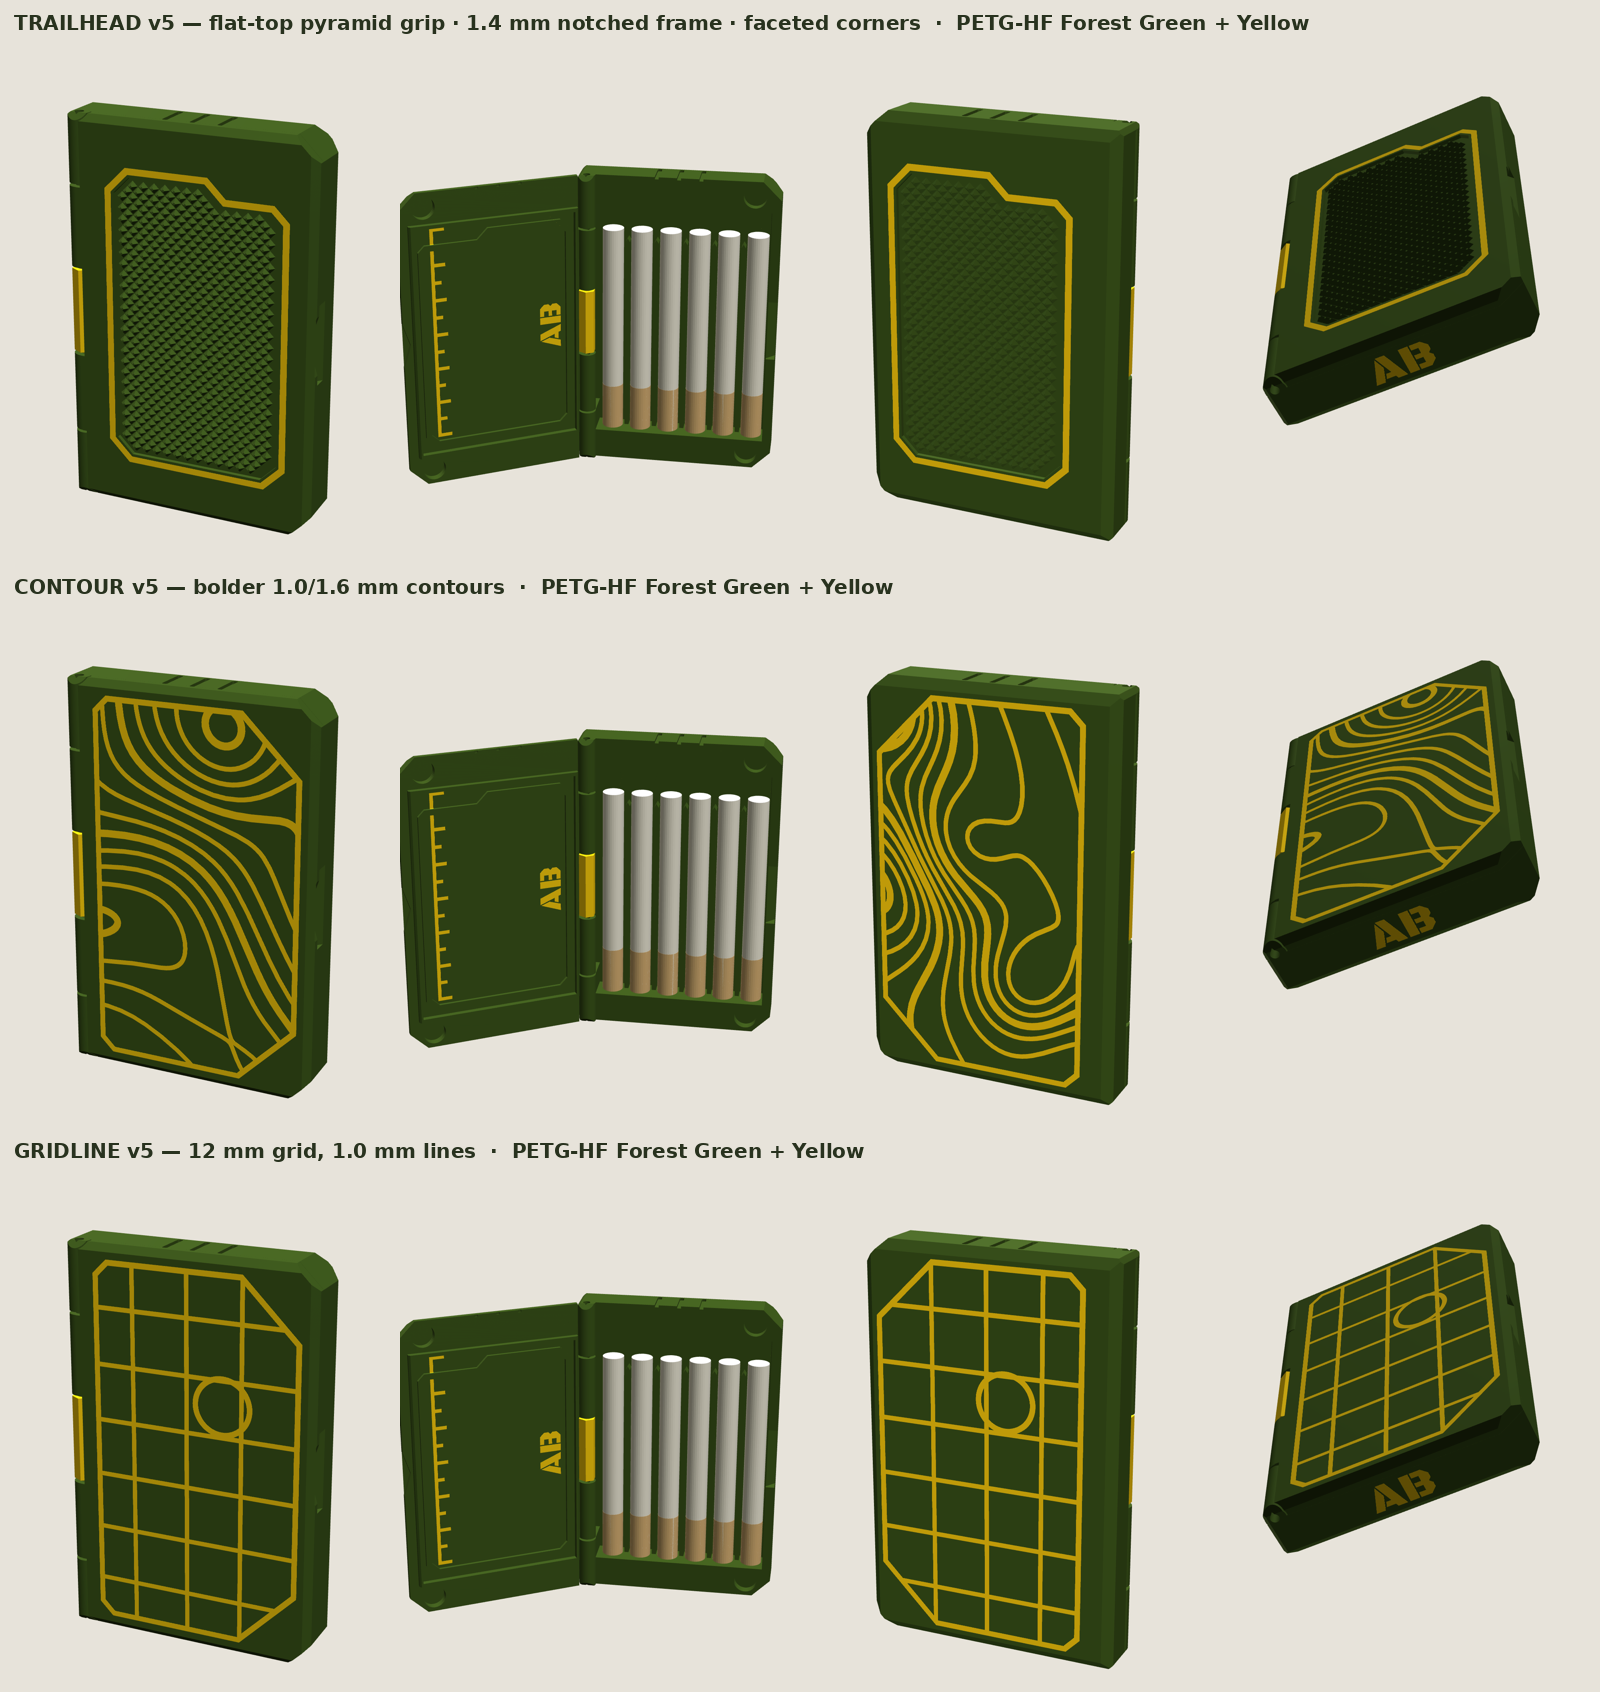 TRAILHEAD v5 — flat-top pyramid grip · 1.4 mm notched frame · faceted corners · PETG-HF Forest Green + Yellow
AB
AB
CONTOUR v5 — bolder 1.0/1.6 mm contours · PETG-HF Forest Green + Yellow
AB
AB
GRIDLINE v5 — 12 mm grid, 1.0 mm lines · PETG-HF Forest Green + Yellow
AB
AB